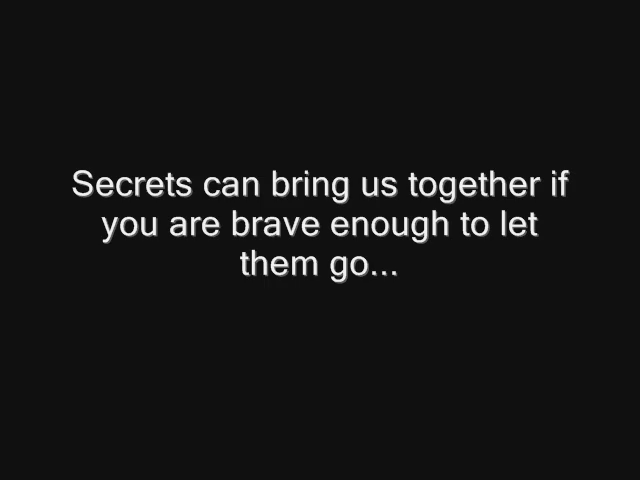 Secrets can bring us together if
you are brave enough to let
them go...